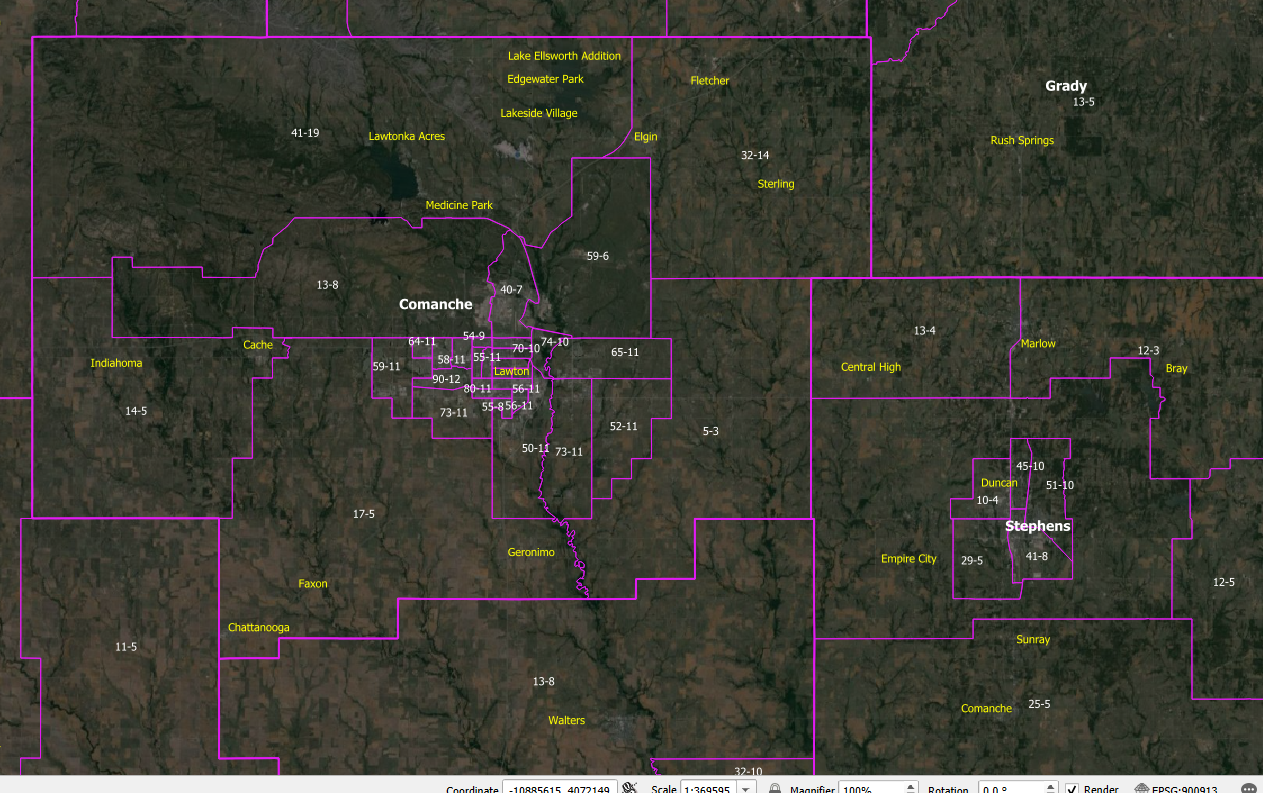 Lake Ellsworth Addition
Edgewater Park
Fletcher
Grady
13-5
Lakeside Village
41-19
Lawtonka Acres
Elgin
Rush Springs
32-14
Sterling
Medicine Park
59-6
13-8
40-7
Comanche
13-4
54-9
64-11
74-10
Cache
70-10
Marlow
12-3
65-11
58-11
55-11
Indiahoma
59-11
Central High
Bray
Lawton
90-12
80-11
56-11
14-5
73-11
55-8
56-11
52-11
5-3
50-11
73-11
45-10
Duncan
51-10
10-4
17-5
Stephens
Geronimo
Empire City
29-5
41-8
Faxon
12-5
Chattanooga
Sunray
11-5
13-8
Walters
Comanche
25-5
32-10
Coordinate -10885615, 4072149 Scale 1:369595 Magnifier 100% Rotation 0.0 ° Render EPSG:900913